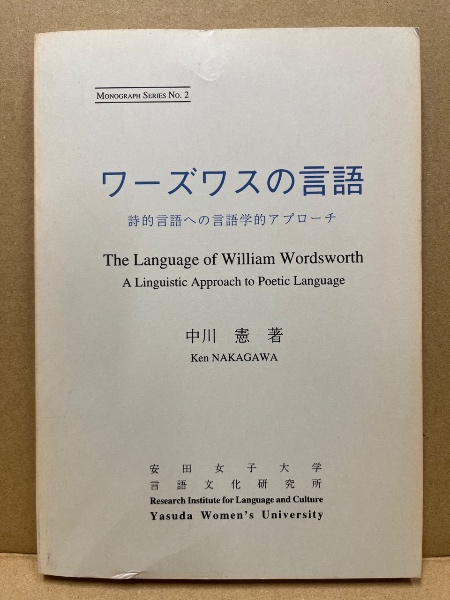 MONOGRAPH SERIES NO. 2
ワーズワスの言語
詩的言語への言語学的アプローチ
The Language of William Wordsworth
A Linguistic Approach to Poetic Language
中川 憲 著
Ken NAKAGAWA
安田女子大学
言語文化研究所
Research Institute for Language and Culture
Yasuda Women's University